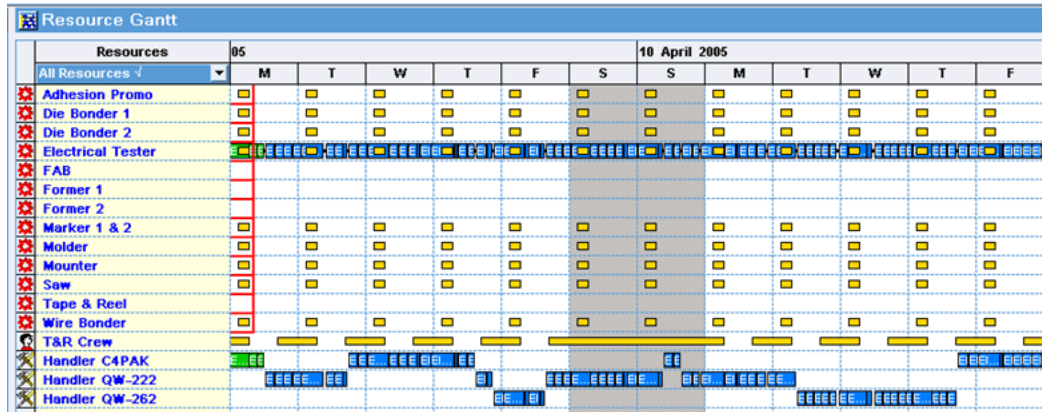 Resource Gantt
Resources 05 10 April 2005
All Resources √ M T W T F S S M T W T F
Adhesion Promo
Die Bonder 1
Die Bonder 2
Electrical Tester
FAB
Former 1
Former 2
Marker 1 & 2
Molder
Mounter
Saw
Tape & Reel
Wire Bonder
T&R Crew
Handler C4PAK
Handler QW-222
Handler QW-262